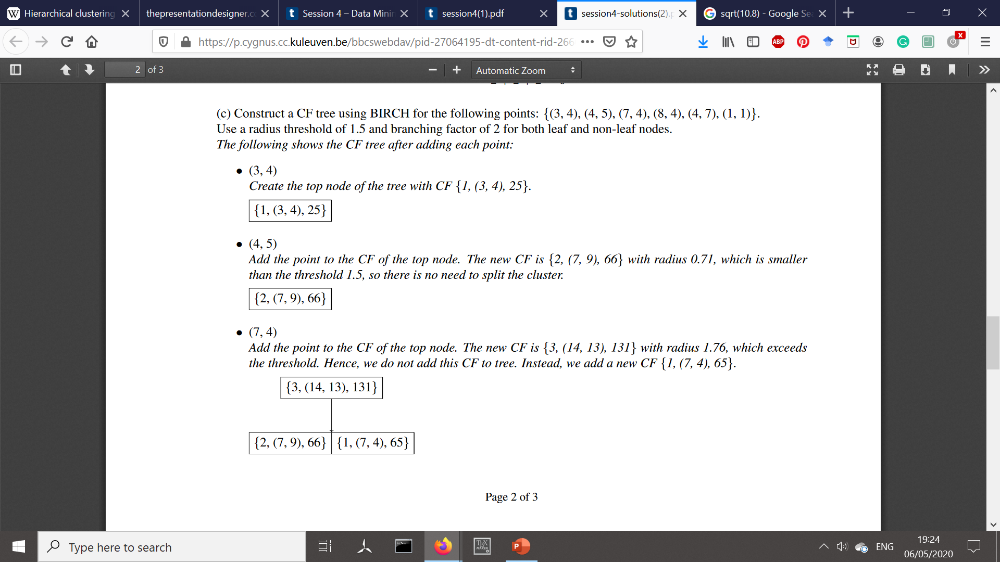 Hierarchical clustering
thepresentationdesigner.c
Session 4 – Data Minin
session4(1).pdf
session4-solutions(2).p
sqrt(10.8) - Google Se
https://p.cygnus.cc.kuleuven.be/bbcswebdav/pid-27064195-dt-content-rid-266
ABP
x
2 of 3
Automatic Zoom
(c) Construct a CF tree using BIRCH for the following points: {(3, 4), (4, 5), (7, 4), (8, 4), (4, 7), (1, 1)}.
Use a radius threshold of 1.5 and branching factor of 2 for both leaf and non-leaf nodes.
The following shows the CF tree after adding each point:
• (3, 4)
Create the top node of the tree with CF {1, (3, 4), 25}.
{1, (3, 4), 25}
• (4, 5)
Add the point to the CF of the top node. The new CF is {2, (7, 9), 66} with radius 0.71, which is smaller
than the threshold 1.5, so there is no need to split the cluster.
{2, (7, 9), 66}
• (7, 4)
Add the point to the CF of the top node. The new CF is {3, (14, 13), 131} with radius 1.76, which exceeds
the threshold. Hence, we do not add this CF to tree. Instead, we add a new CF {1, (7, 4), 65}.
{3, (14, 13), 131}
{2, (7, 9), 66} {1, (7, 4), 65}
Page 2 of 3
Type here to search
TEX
MAKER
P
ENG
19:24
06/05/2020